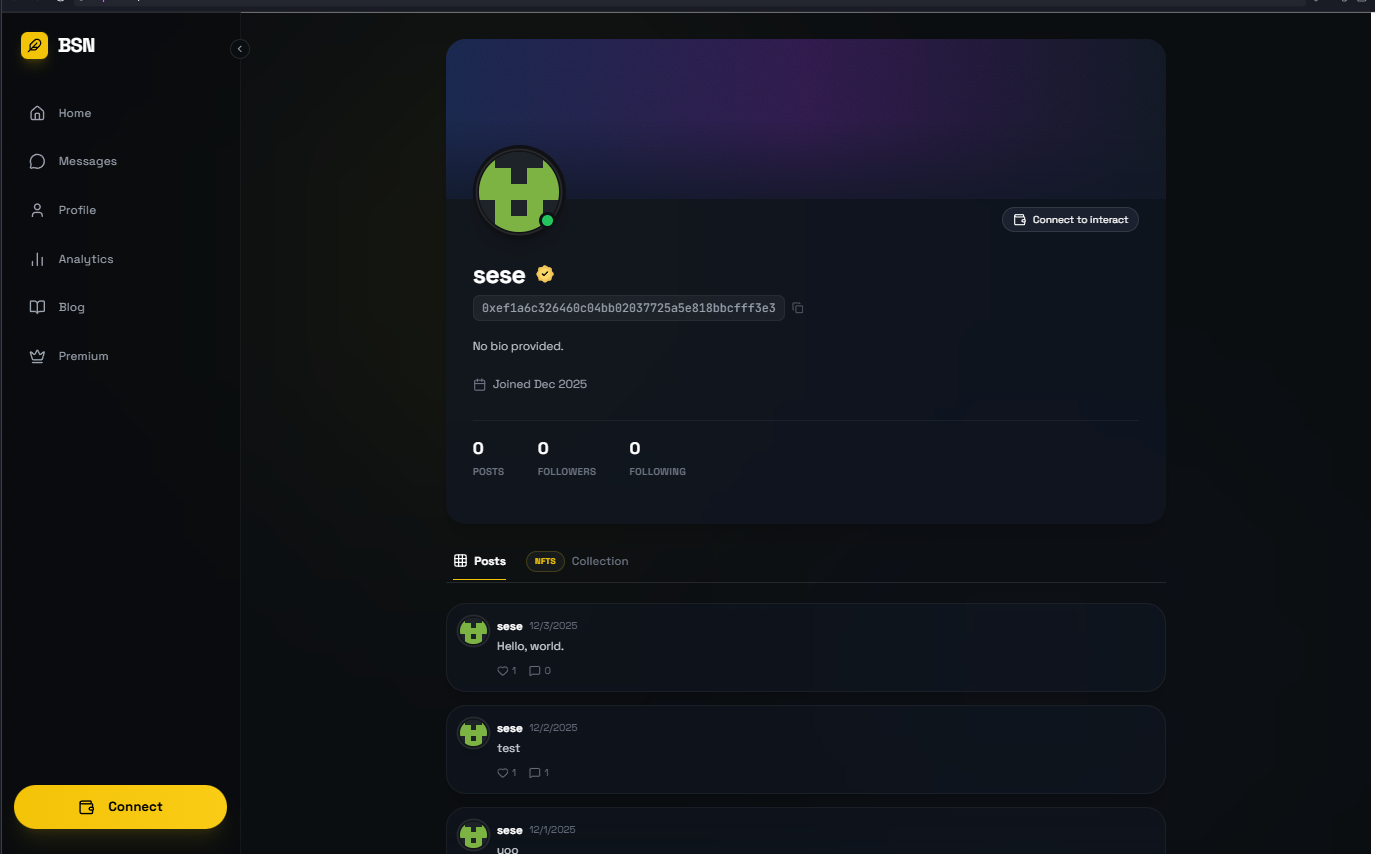 BSN
Home
Messages
Profile
Analytics
Blog
Premium
Connect
Connect to interact
sese
0xef1a6c326460c04bb02037725a5e818bbcfff3e3
No bio provided.
Joined Dec 2025
0 0 0
POSTS FOLLOWERS FOLLOWING
Posts NFTS Collection
sese 12/3/2025
Hello, world.
1 0
sese 12/2/2025
test
1 1
sese 12/1/2025
yoo